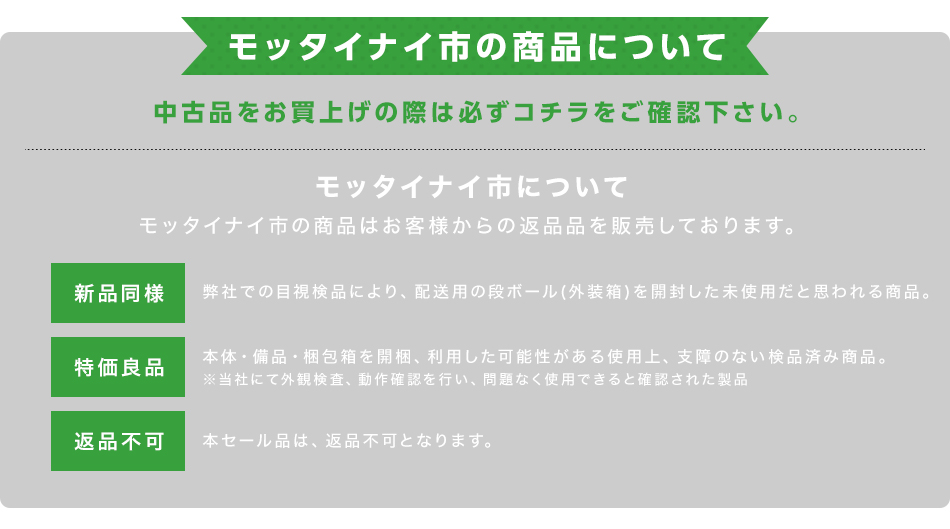 モッタイナイ市の商品について
中古品をお買上げの際は必ずコチラをご確認下さい。
モッタイナイ市について
モッタイナイ市の商品はお客様からの返品品を販売しております。
新品同様
弊社での目視検品により、配送用の段ボール(外装箱)を開封した未使用だと思われる商品。
特価良品
本体・備品・梱包箱を開梱、利用した可能性がある使用上、支障のない検品済み商品。
※当社にて外観検査、動作確認を行い、問題なく使用できると確認された製品
返品不可
本セール品は、返品不可となります。